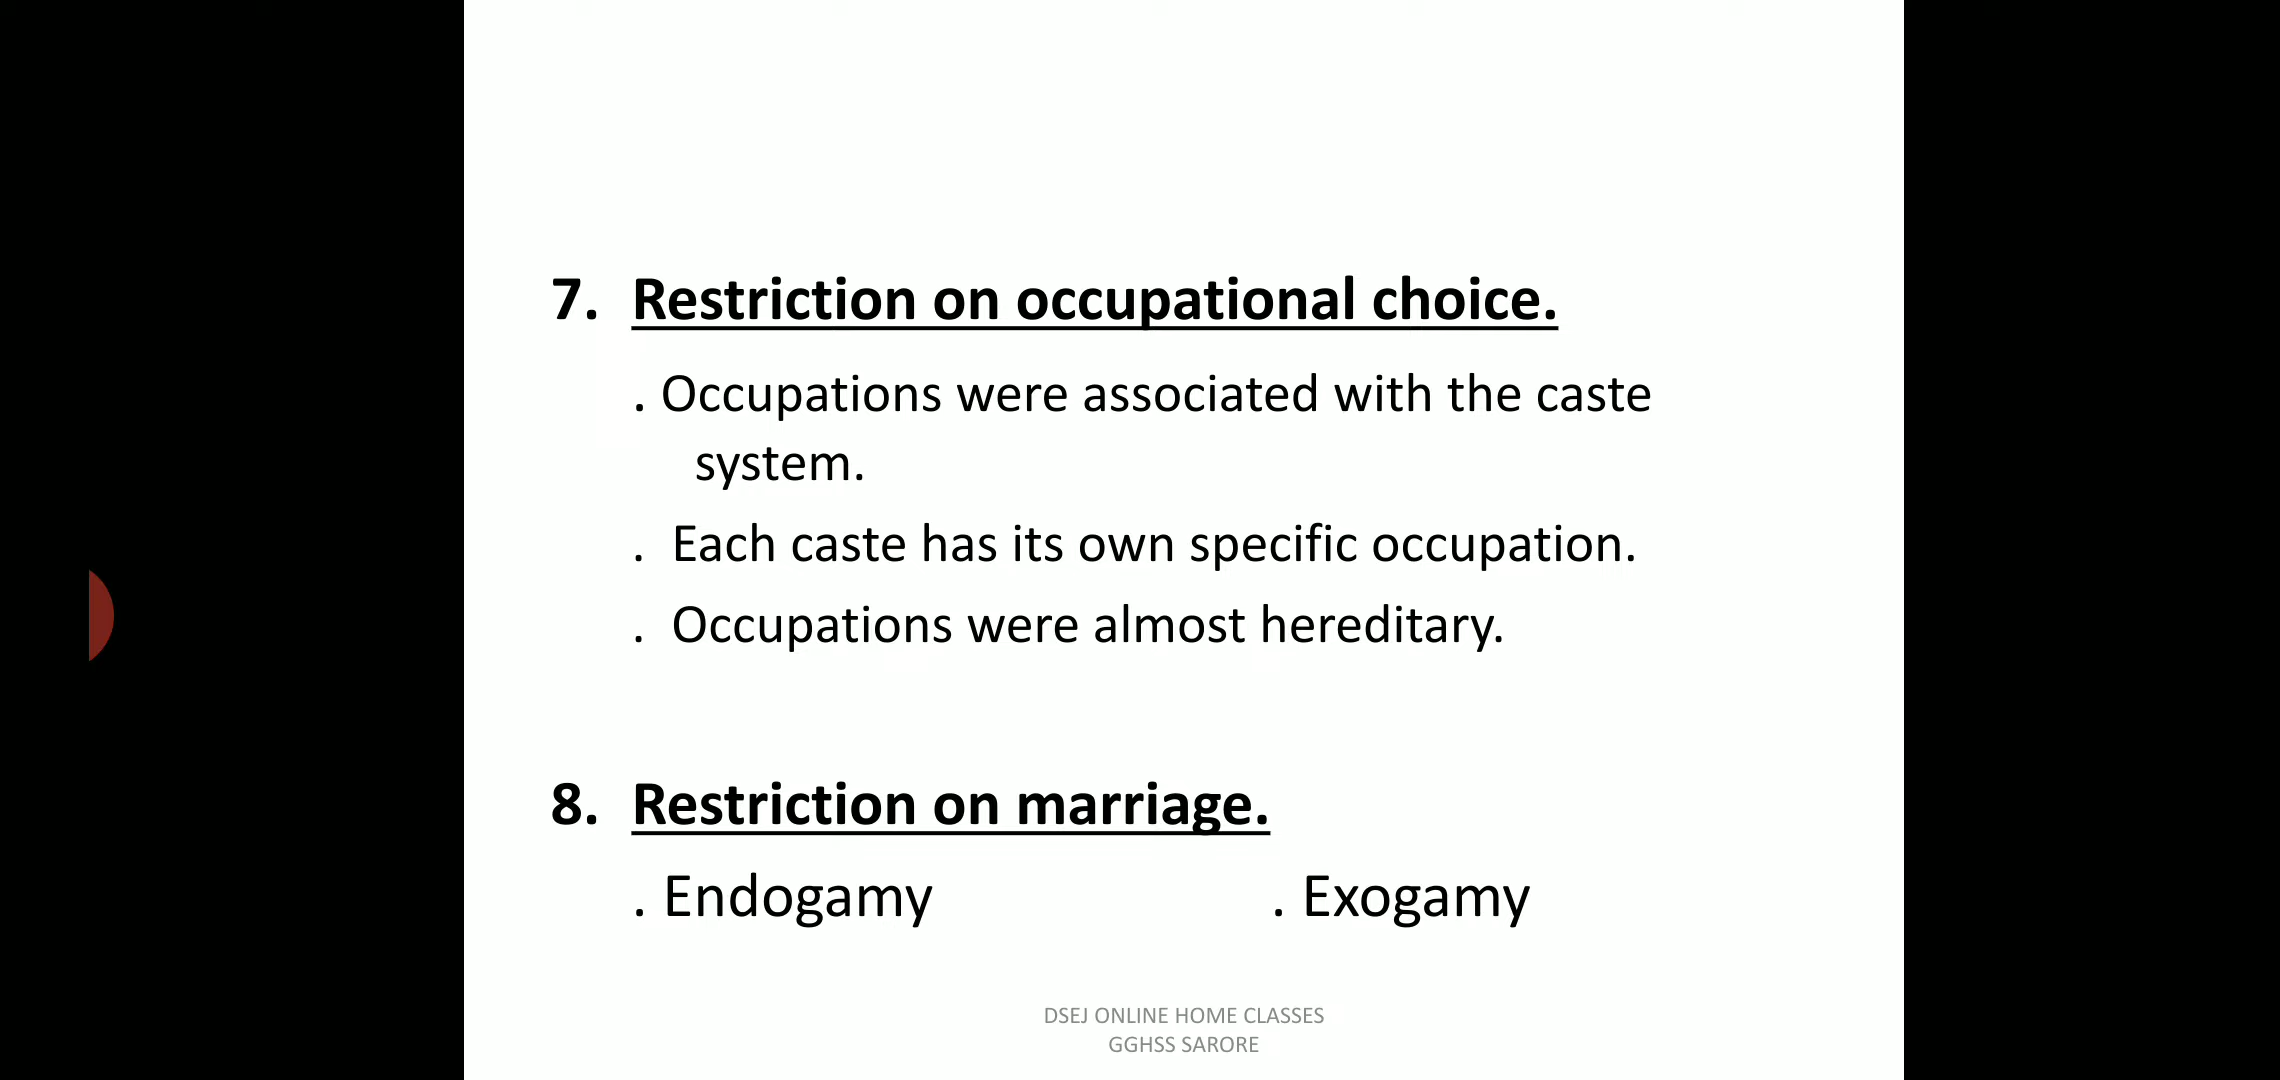 7. Restriction on occupational choice.
. Occupations were associated with the caste
system.
. Each caste has its own specific occupation.
. Occupations were almost hereditary.
8. Restriction on marriage.
. Endogamy . Exogamy
DSEJ ONLINE HOME CLASSES
GGHSS SARORE